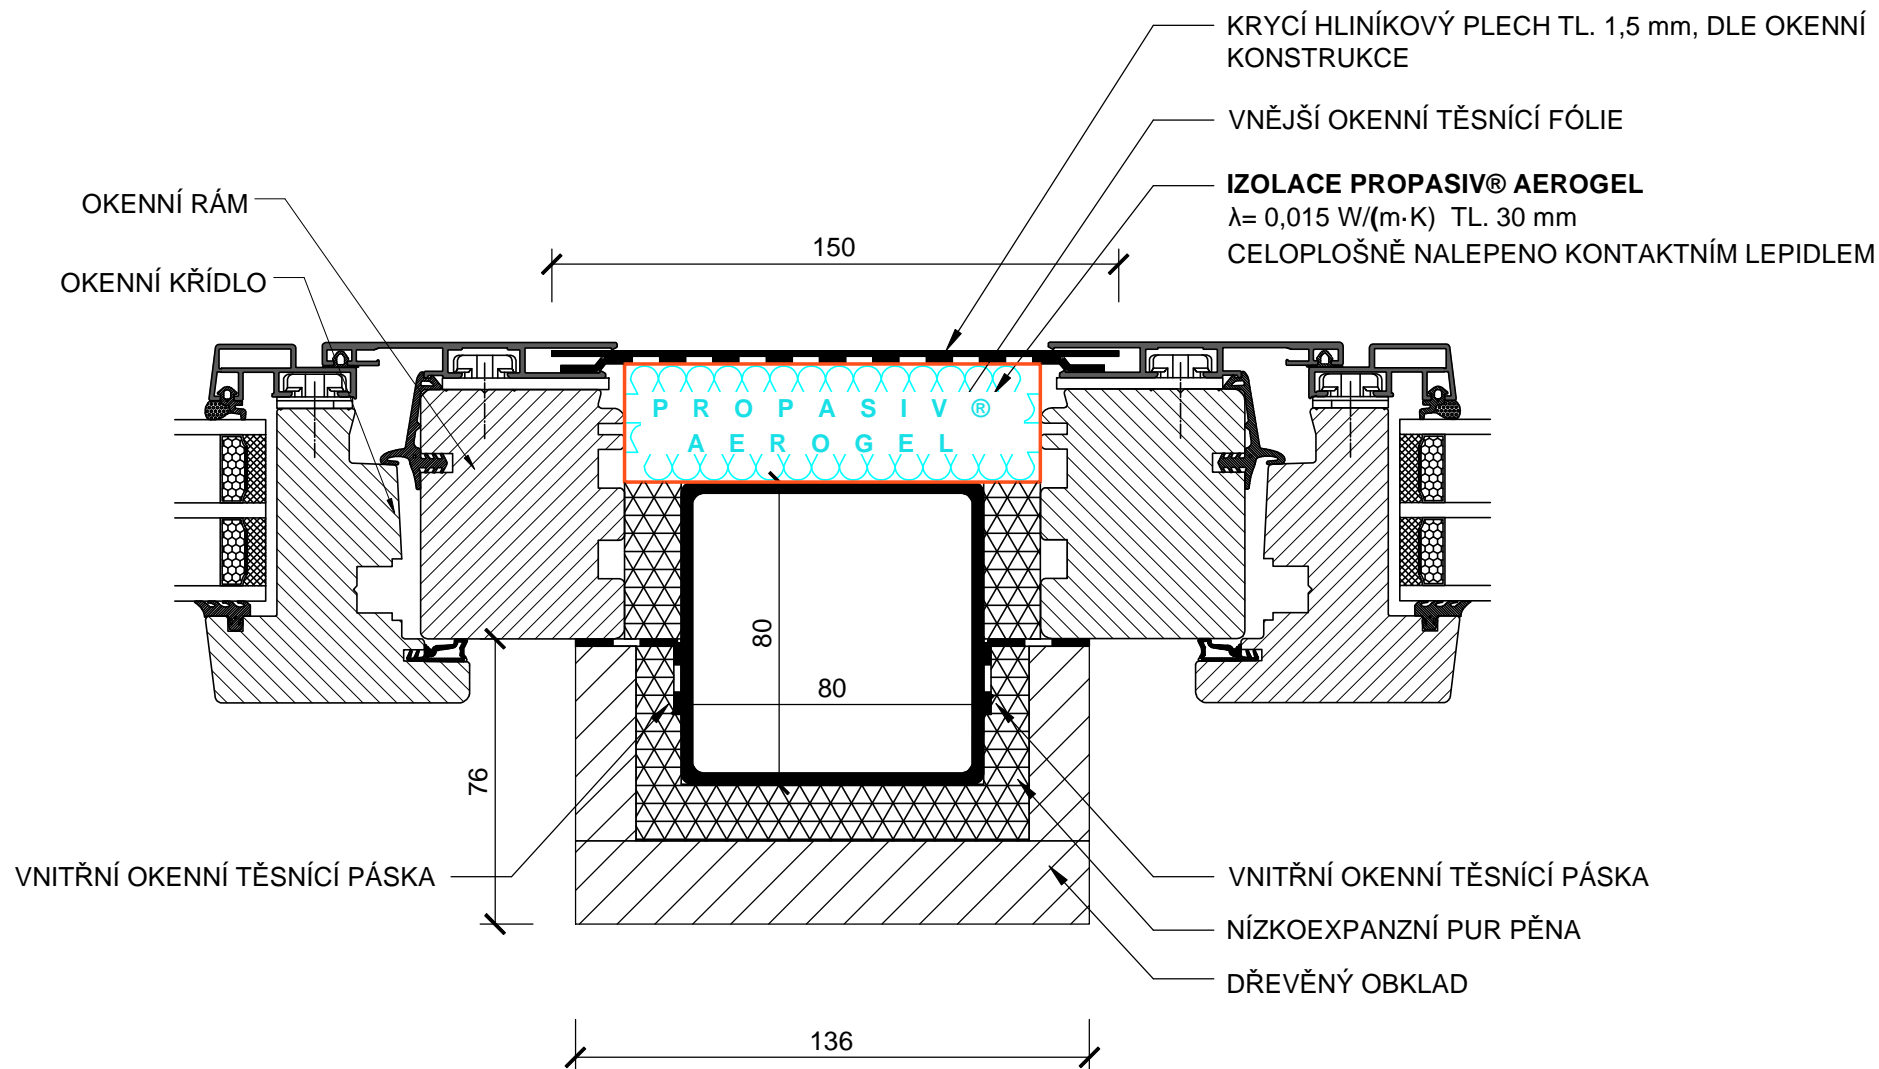 KRYCÍ HLINÍKOVÝ PLECH TL. 1,5 mm, DLE OKENNÍ
KONSTRUKCE
VNĚJŠÍ OKENNÍ TĚSNÍCÍ FÓLIE
IZOLACE PROPASIV® AEROGEL
λ= 0,015 W/(m·K) TL. 30 mm
CELOPLOŠNĚ NALEPENO KONTAKTNÍM LEPIDLEM
OKENNÍ RÁM
OKENNÍ KŘÍDLO
150
PROPASIV®
AEROGEL
80
80
76
VNITŘNÍ OKENNÍ TĚSNÍCÍ PÁSKA
VNITŘNÍ OKENNÍ TĚSNÍCÍ PÁSKA
NÍZKOEXPANZNÍ PUR PĚNA
DŘEVĚNÝ OBKLAD
136